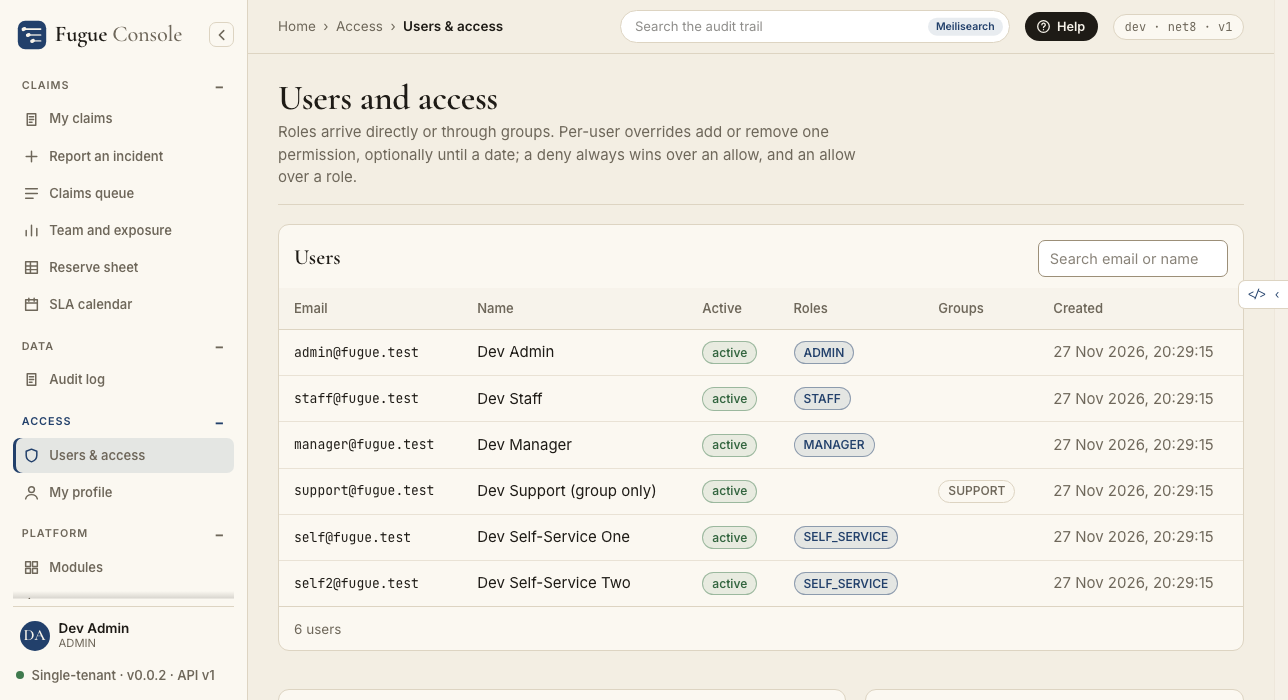 Fugue Console
CLAIMS
My claims
Report an incident
Claims queue
Team and exposure
Reserve sheet
SLA calendar
DATA
Audit log
ACCESS
Users & access
My profile
PLATFORM
Modules
DA
Dev Admin
ADMIN
Single-tenant · v0.0.2 · API v1
Home › Access › Users & access
Search the audit trail Meilisearch
? Help
dev · net8 · v1
Users and access
Roles arrive directly or through groups. Per-user overrides add or remove one
permission, optionally until a date; a deny always wins over an allow, and an allow
over a role.
Users
Search email or name
</> ‹
Email Name Active Roles Groups Created
admin@fugue.test Dev Admin active ADMIN 27 Nov 2026, 20:29:15
staff@fugue.test Dev Staff active STAFF 27 Nov 2026, 20:29:15
manager@fugue.test Dev Manager active MANAGER 27 Nov 2026, 20:29:15
support@fugue.test Dev Support (group only) active SUPPORT 27 Nov 2026, 20:29:15
self@fugue.test Dev Self-Service One active SELF_SERVICE 27 Nov 2026, 20:29:15
self2@fugue.test Dev Self-Service Two active SELF_SERVICE 27 Nov 2026, 20:29:15
6 users